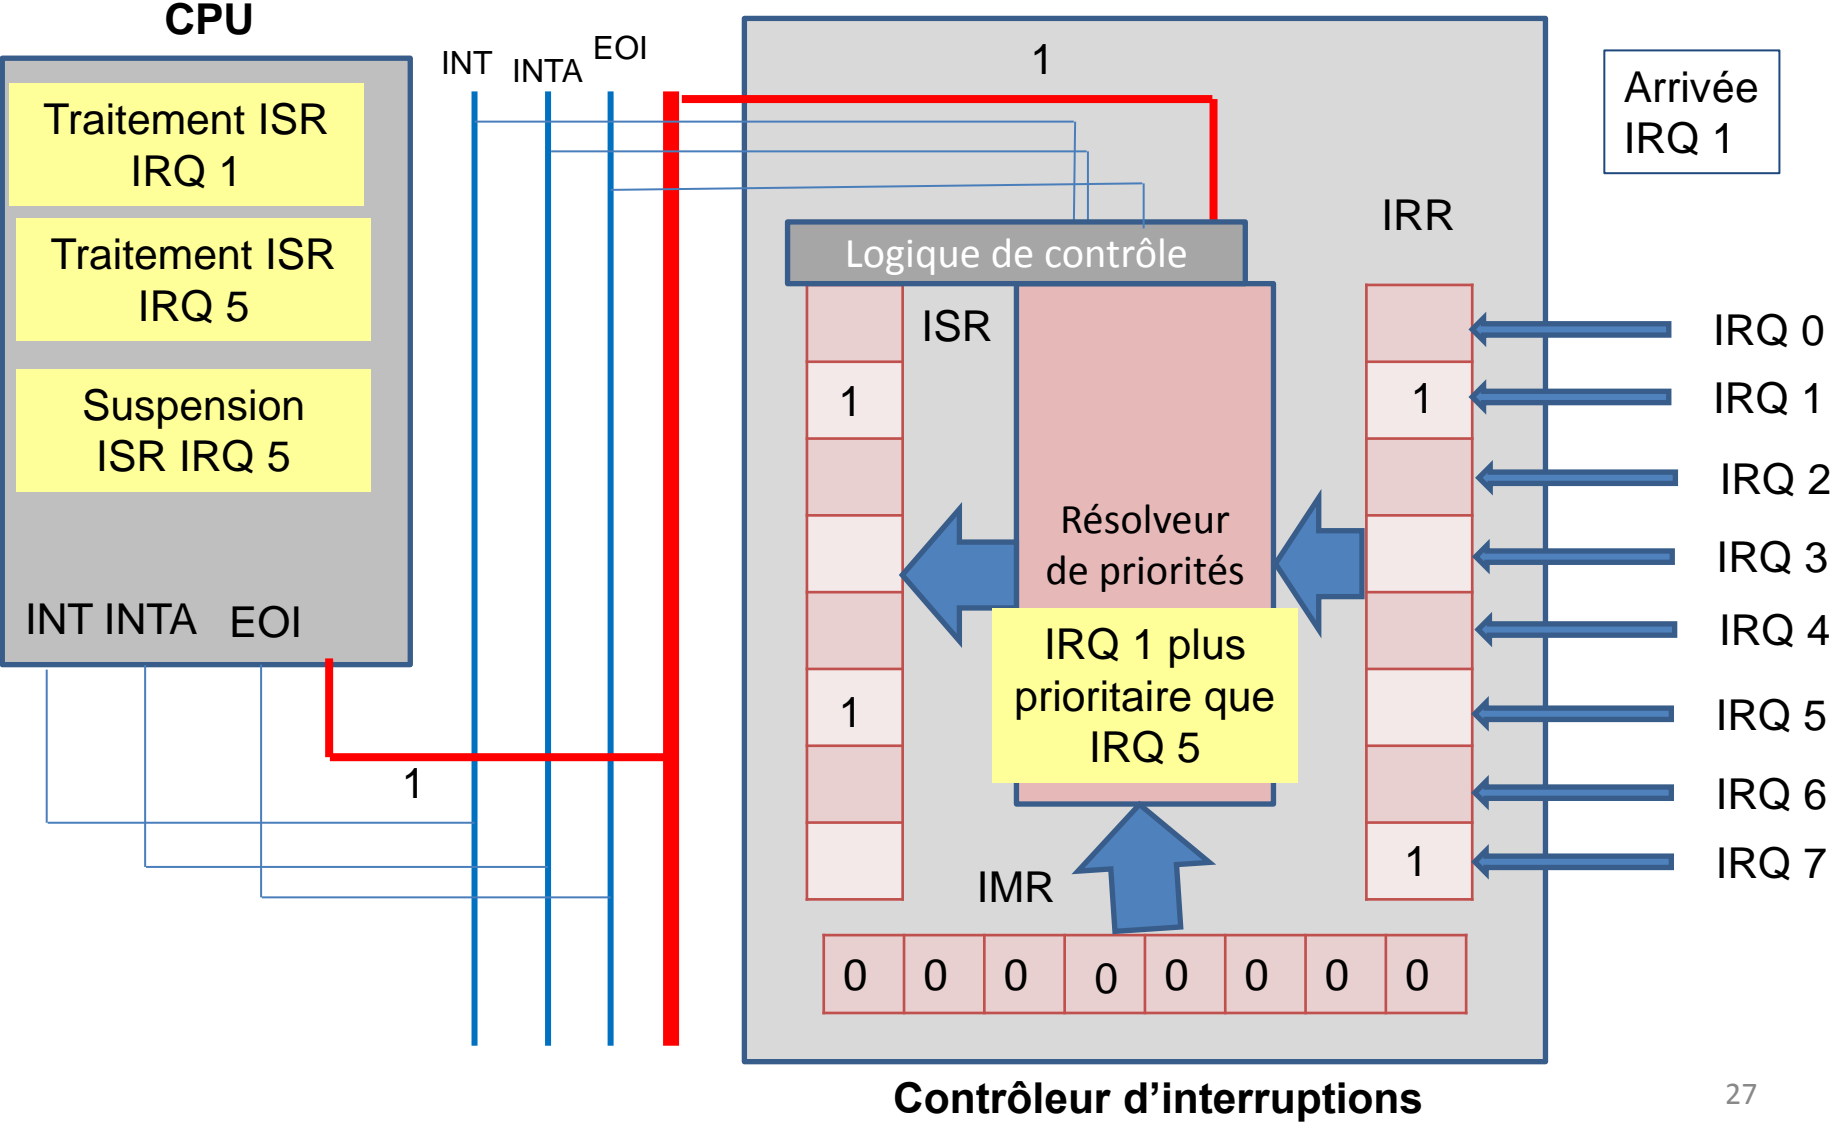 CPU
Traitement ISR
IRQ 1
Traitement ISR
IRQ 5
Suspension
ISR IRQ 5
INT INTA EOI
1
INT INTA EOI
1
Arrivée
IRQ 1
IRR
Logique de contrôle
ISR
1
1
Résolveur
de priorités
IRQ 1 plus
prioritaire que
IRQ 5
1
1
IRQ 0
IRQ 1
IRQ 2
IRQ 3
IRQ 4
IRQ 5
IRQ 6
IRQ 7
IMR
0 0 0 0 0 0 0 0
Contrôleur d’interruptions
27